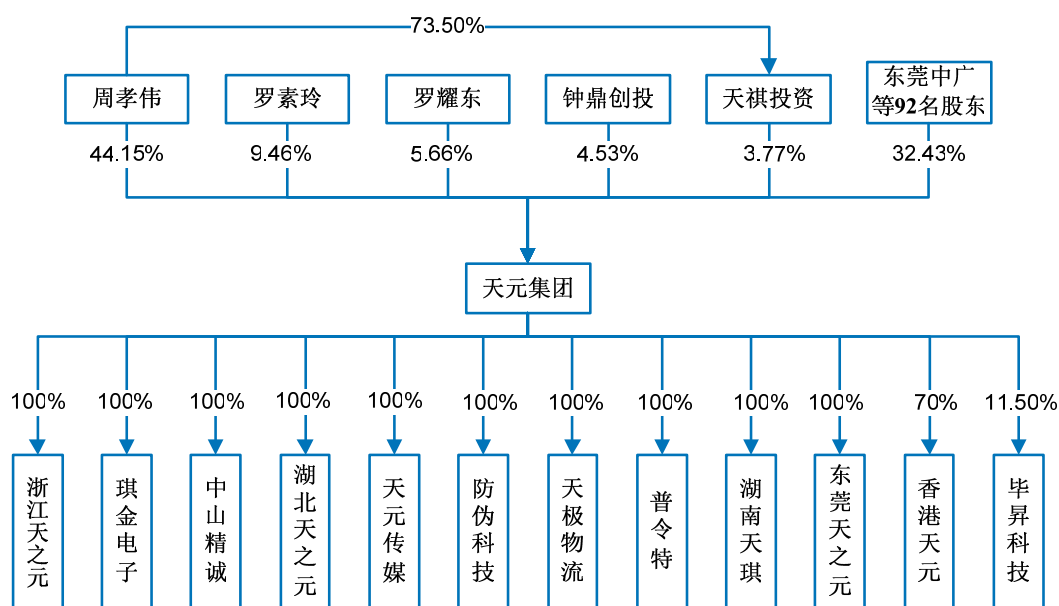 73.50%
周孝伟
罗素玲
罗耀东
钟鼎创投
天祺投资
东莞中广
等92名股东
44.15%
9.46%
5.66%
4.53%
3.77%
32.43%
天元集团
100%
100%
100%
100%
100%
100%
100%
100%
100%
100%
70%
11.50%
浙江天之元
琪金电子
中山精诚
湖北天之元
天元传媒
防伪科技
天极物流
普令特
湖南天琪
东莞天之元
香港天元
毕昇科技